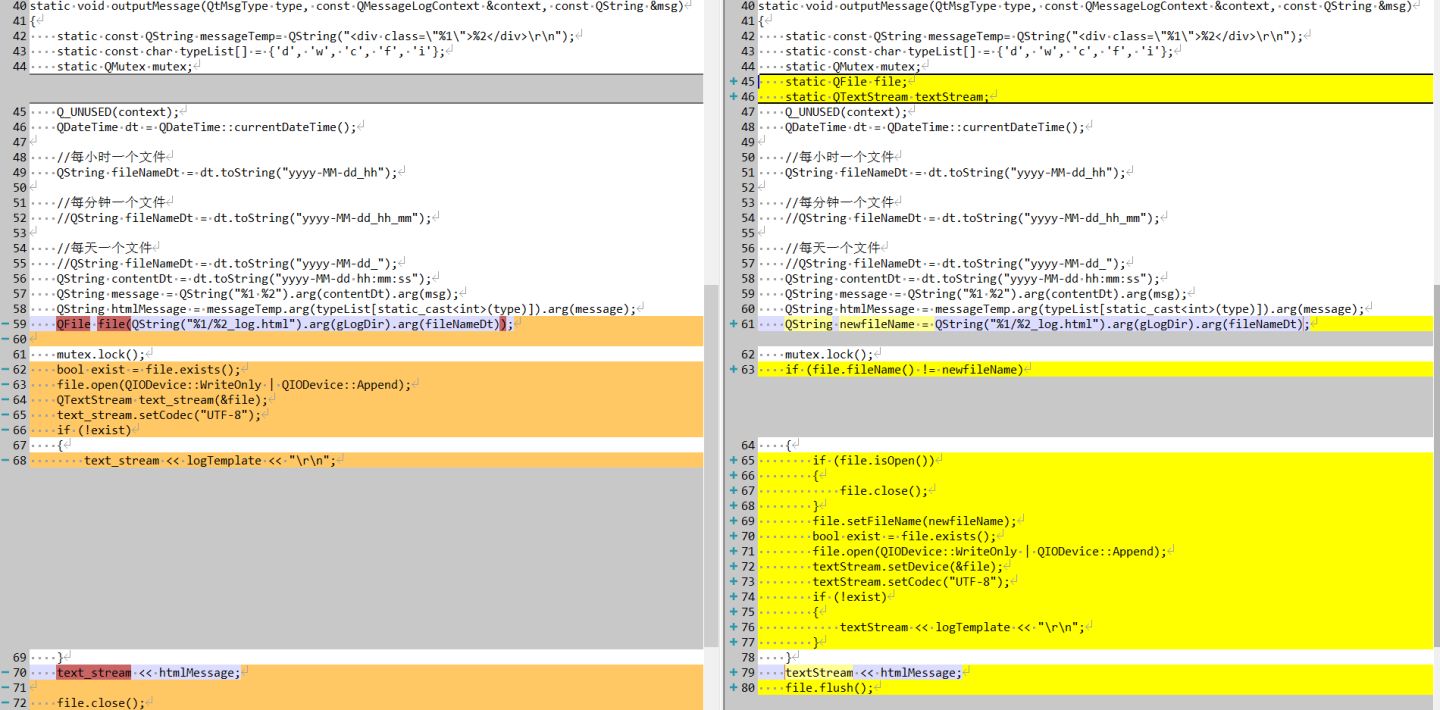 40 static void outputMessage(QtMsgType type, const QMessageLogContext &context, const QString &msg)
41 {
42     static const QString messageTemp= QString("<div class=\"%1\">%2</div>\r\n");
43     static const char typeList[] = {'d', 'w', 'c', 'f', 'i'};
44     static QMutex mutex;
45     Q_UNUSED(context);
46     QDateTime dt = QDateTime::currentDateTime();
47
48     //每小时一个文件
49     QString fileNameDt = dt.toString("yyyy-MM-dd_hh");
50
51     //每分钟一个文件
52     //QString fileNameDt = dt.toString("yyyy-MM-dd_hh_mm");
53
54     //每天一个文件
55     //QString fileNameDt = dt.toString("yyyy-MM-dd_");
56     QString contentDt = dt.toString("yyyy-MM-dd hh:mm:ss");
57     QString message = QString("%1 %2").arg(contentDt).arg(msg);
58     QString htmlMessage = messageTemp.arg(typeList[static_cast<int>(type)]).arg(message);
- 59     QFile file(QString("%1/%2_log.html").arg(gLogDir).arg(fileNameDt));
- 60
61     mutex.lock();
- 62     bool exist = file.exists();
- 63     file.open(QIODevice::WriteOnly | QIODevice::Append);
- 64     QTextStream text_stream(&file);
- 65     text_stream.setCodec("UTF-8");
- 66     if (!exist)
67     {
- 68         text_stream << logTemplate << "\r\n";
69     }
- 70     text_stream << htmlMessage;
- 71
- 72     file.close();
40 static void outputMessage(QtMsgType type, const QMessageLogContext &context, const QString &msg)
41 {
42     static const QString messageTemp= QString("<div class=\"%1\">%2</div>\r\n");
43     static const char typeList[] = {'d', 'w', 'c', 'f', 'i'};
44     static QMutex mutex;
+ 45     static QFile file;
+ 46     static QTextStream textStream;
47     Q_UNUSED(context);
48     QDateTime dt = QDateTime::currentDateTime();
49
50     //每小时一个文件
51     QString fileNameDt = dt.toString("yyyy-MM-dd_hh");
52
53     //每分钟一个文件
54     //QString fileNameDt = dt.toString("yyyy-MM-dd_hh_mm");
55
56     //每天一个文件
57     //QString fileNameDt = dt.toString("yyyy-MM-dd_");
58     QString contentDt = dt.toString("yyyy-MM-dd hh:mm:ss");
59     QString message = QString("%1 %2").arg(contentDt).arg(msg);
60     QString htmlMessage = messageTemp.arg(typeList[static_cast<int>(type)]).arg(message);
+ 61     QString newfileName = QString("%1/%2_log.html").arg(gLogDir).arg(fileNameDt);
62     mutex.lock();
+ 63     if (file.fileName() != newfileName)
64     {
+ 65         if (file.isOpen())
+ 66         {
+ 67             file.close();
+ 68         }
+ 69         file.setFileName(newfileName);
+ 70         bool exist = file.exists();
+ 71         file.open(QIODevice::WriteOnly | QIODevice::Append);
+ 72         textStream.setDevice(&file);
+ 73         textStream.setCodec("UTF-8");
+ 74         if (!exist)
+ 75         {
+ 76             textStream << logTemplate << "\r\n";
+ 77         }
78     }
+ 79     textStream << htmlMessage;
+ 80     file.flush();